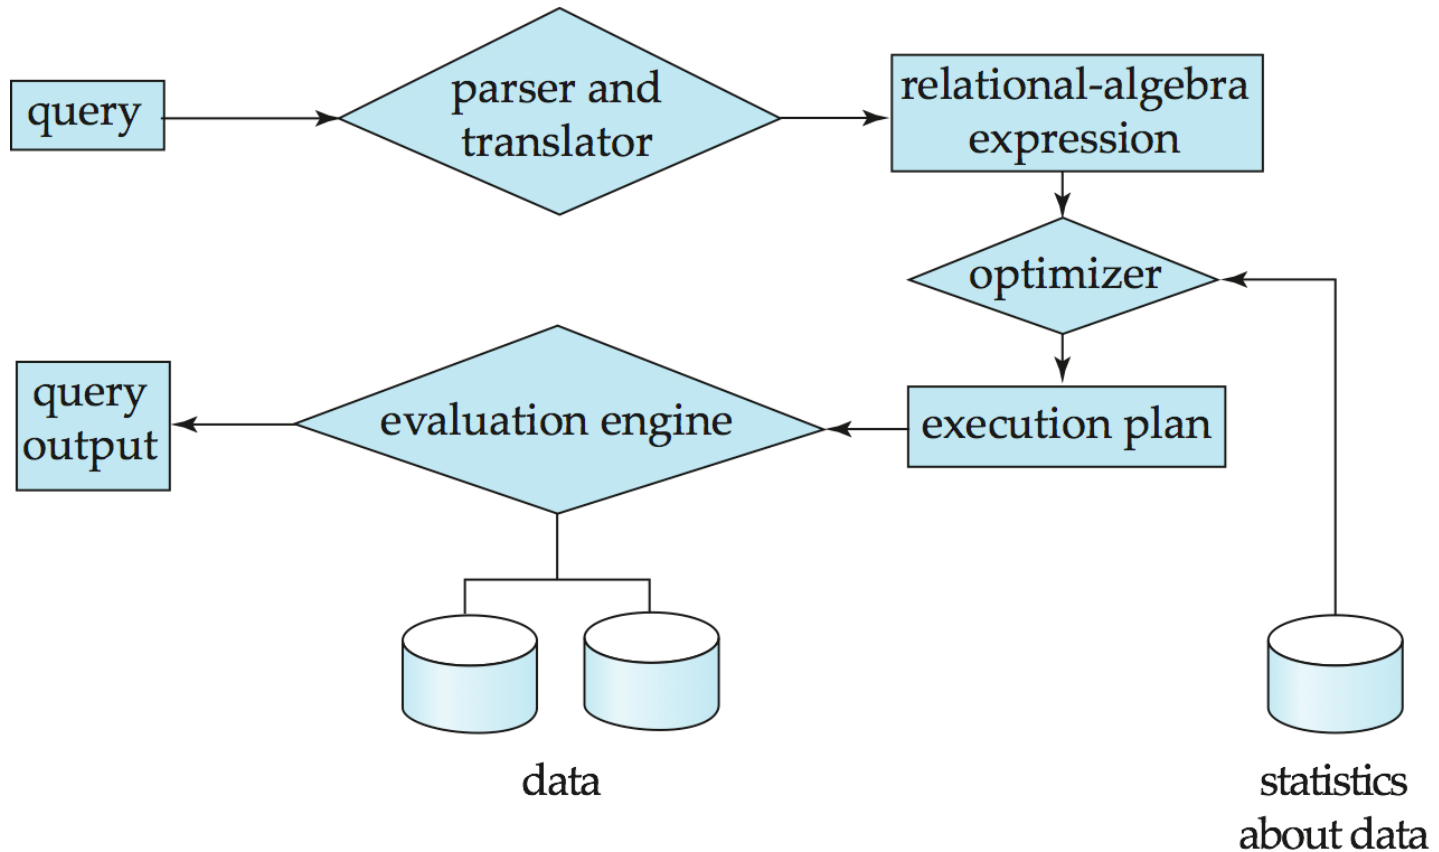 query
parser and
translator
relational-algebra
expression
optimizer
query
output
evaluation engine
execution plan
data
statistics
about data